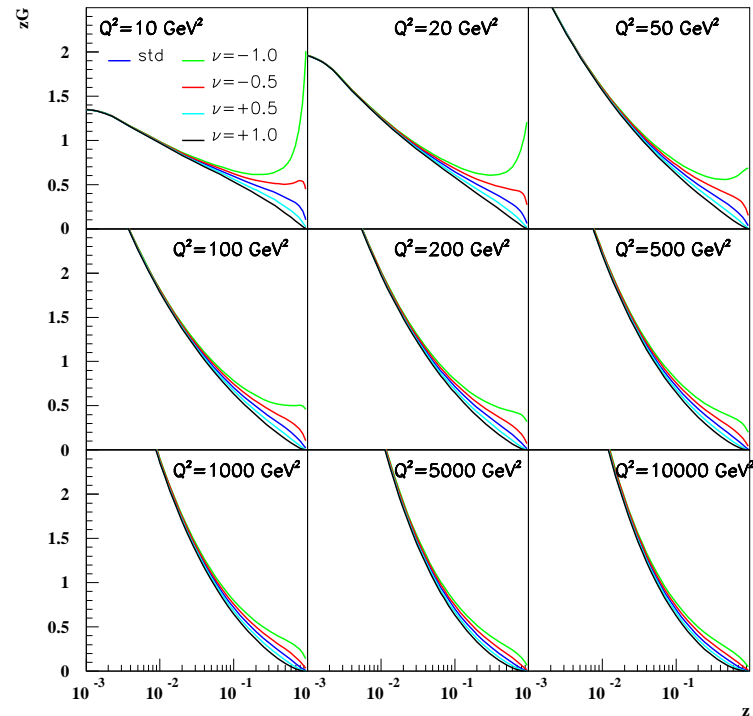 zG
Q²=10 GeV² Q²=20 GeV² Q²=50 GeV²
2
std ν=−1.0
ν=−0.5
1.5
ν=+0.5
ν=+1.0
1
0.5
0
Q²=100 GeV² Q²=200 GeV² Q²=500 GeV²
2
1.5
1
0.5
0
Q²=1000 GeV² Q²=5000 GeV² Q²=10000 GeV²
2
1.5
1
0.5
0
10⁻³ 10⁻² 10⁻¹ 10⁻³ 10⁻² 10⁻¹ 10⁻³ 10⁻² 10⁻¹
z